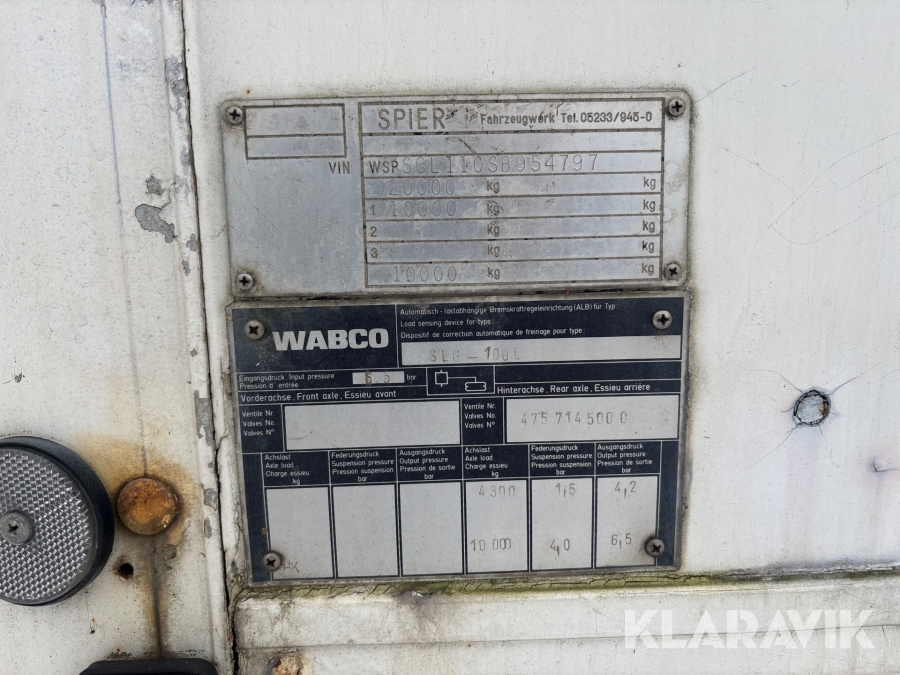 SPIER Fahrzeugwerk Tel. 05233/945-0
VIN WSPSGL110SB954797
20000 kg kg
1 10000 kg kg
2 kg kg
3 kg kg
10000 kg kg
WABCO
Automatisch-lastabhängige Bremskraftregeleinrichtung (ALB) für Typ
Load sensing device for type:
Dispositif de correction automatique de freinage pour type:
Eingangsdruck Input pressure bar
Pression d'entrée
Vorderachse, Front axle, Essieu avant
Hinterachse, Rear axle, Essieu arrière
Ventile Nr.
Valves No.
Valves N°
Ventile Nr.
Valves No.
Valves N°
475 714 500 0
Achslast
Axle load
Charge essieu
kg
Federungsdruck
Suspension pressure
Pression suspension
bar
Ausgangsdruck
Output pressure
Pression de sortie
bar
Achslast
Axle load
Charge essieu
kg
Federungsdruck
Suspension pressure
Pression suspension
bar
Ausgangsdruck
Output pressure
Pression de sortie
bar
4300 1,5 4,2
10 000 4,0 6,5
KLARAVIK